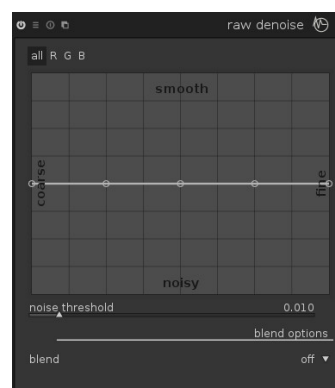 raw denoise
all R G B
smooth
coarse
fine
noisy
noise threshold 0.010
blend options
blend off